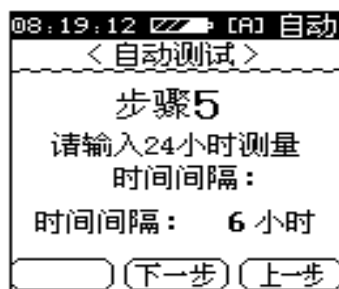 08:19:12 [A] 自动
<自动测试>
步骤5
请输入24小时测量
时间间隔:
时间间隔: 6 小时
下一步 上一步